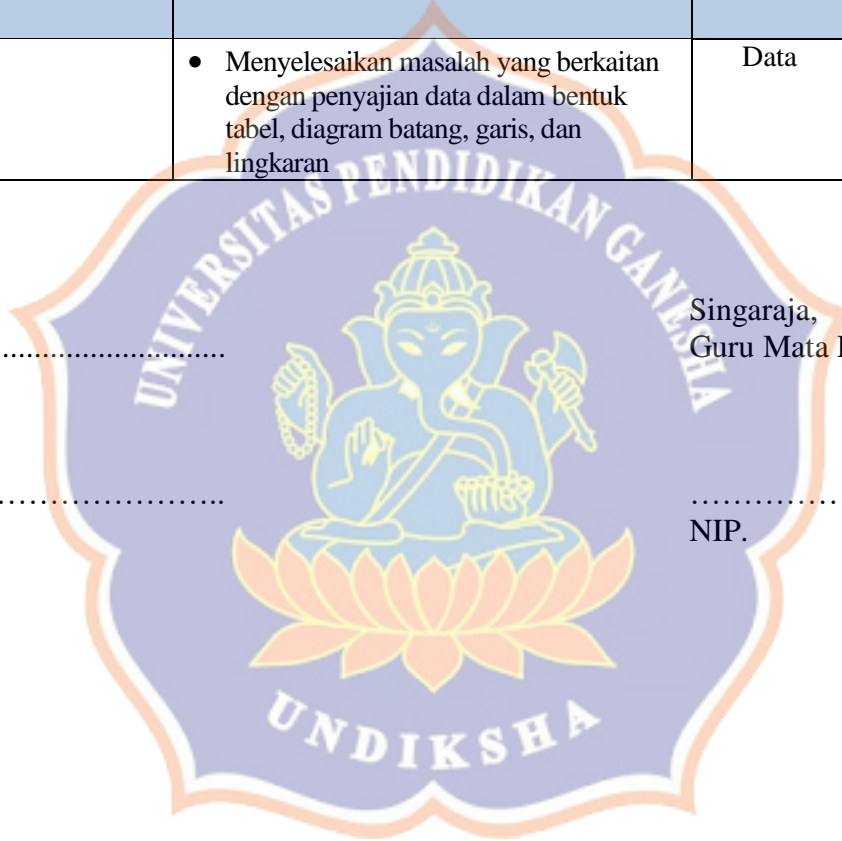 • Menyelesaikan masalah yang berkaitan
dengan penyajian data dalam bentuk
tabel, diagram batang, garis, dan
lingkaran
Data
UNIVERSITAS PENDIDIKAN GANESHA
Singaraja,
............................ Guru Mata
…………………….. ……………
NIP.
UNDIKSHA